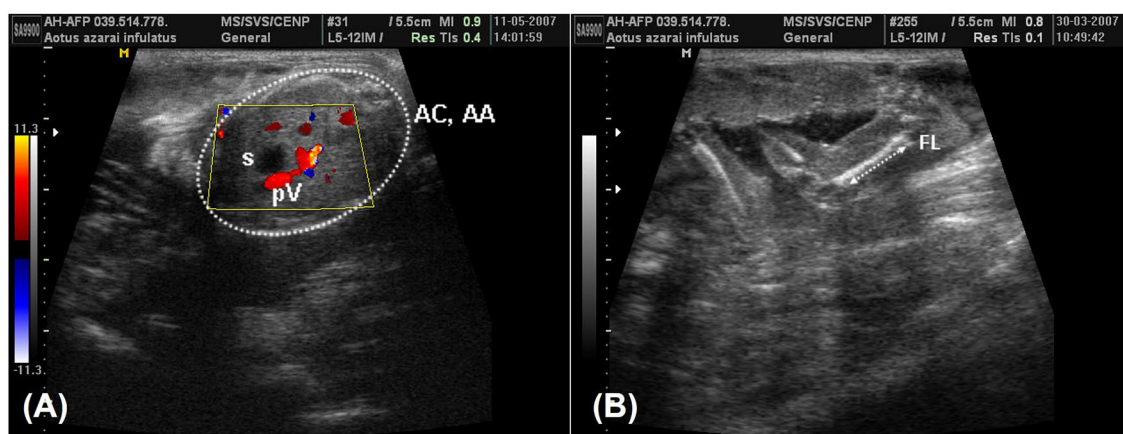 SA9900
AH-AFP 039.514.778. MS/SVS/CENP #31 / 5.5cm MI 0.9 11-05-2007
Aotus azarai infulatus General L5-12IM / Res TIs 0.4 14:01:59
M
AC, AA
11.3
s
pV
-11.3
(A)
SA9900
AH-AFP 039.514.778. MS/SVS/CENP #255 / 5.5cm MI 0.8 30-03-2007
Aotus azarai infulatus General L5-12IM / Res TIs 0.1 10:49:42
M
FL
(B)